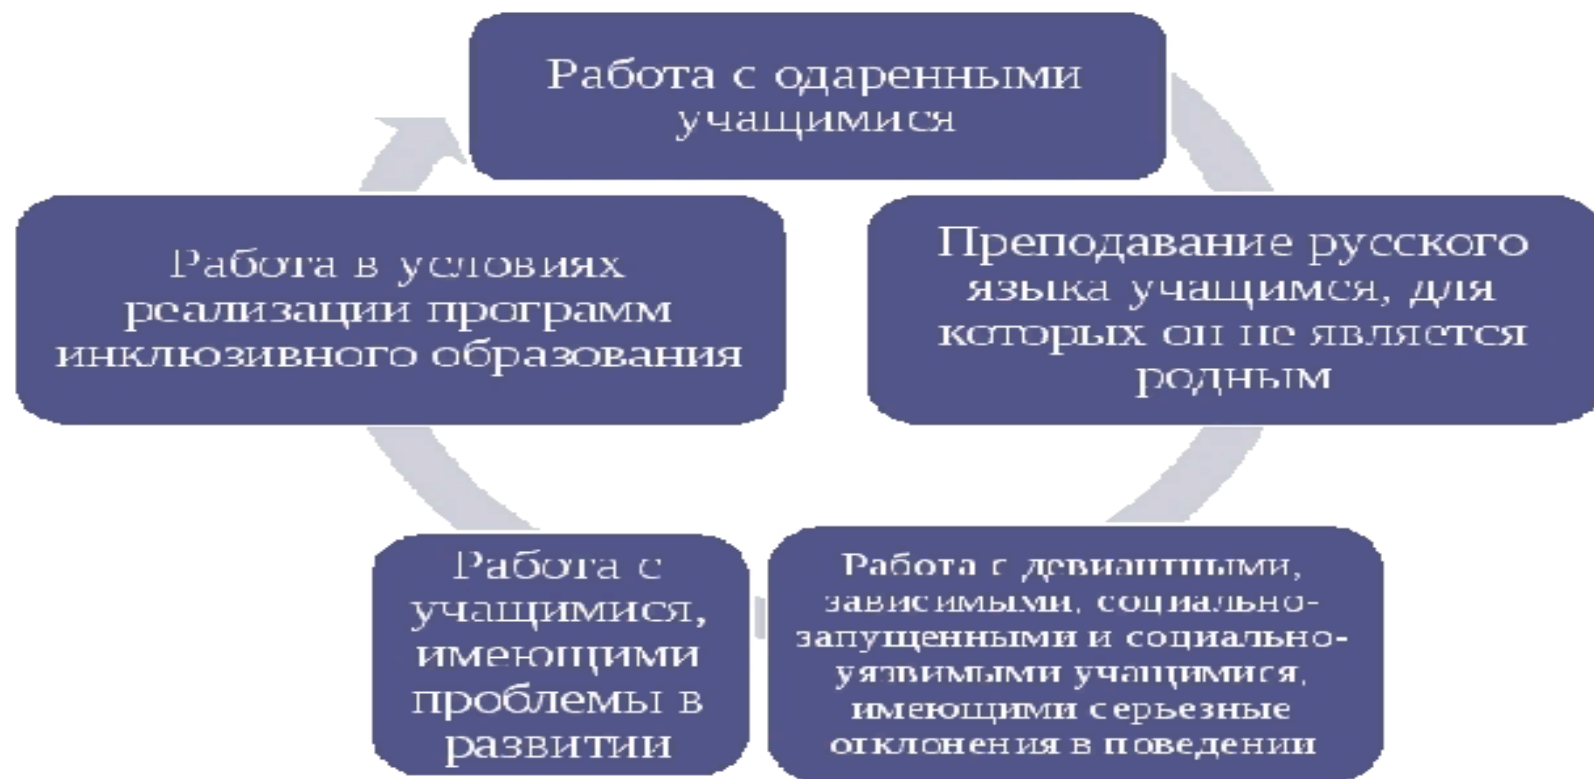 Работа с одаренными
учащимися
Преподавание русского
языка учащимся, для
которых он не является
родным
Работа с девиантными,
зависимыми, социально-
запущенными и социально-
уязвимыми учащимися,
имеющими серьезные
отклонения в поведении
Работа с
учащимися,
имеющими
проблемы в
развитии
Работа в условиях
реализации программ
инклюзивного образования